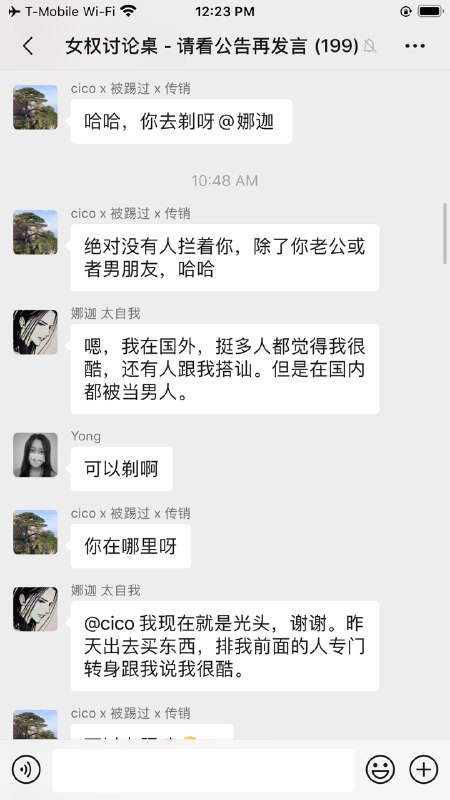 T-Mobile Wi-Fi 12:23 PM
女权讨论桌 - 请看公告再发言 (199)
cico x 被踢过 x 传销
哈哈，你去剃呀@娜迦
10:48 AM
cico x 被踢过 x 传销
绝对没有人拦着你，除了你老公或
者男朋友，哈哈
娜迦 太自我
嗯，我在国外，挺多人都觉得我很
酷，还有人跟我搭讪。但是在国内
都被当男人。
Yong
可以剃啊
cico x 被踢过 x 传销
你在哪里呀
娜迦 太自我
@cico 我现在就是光头，谢谢。昨
天出去买东西，排我前面的人专门
转身跟我说我很酷。
cico x 被踢过 x 传销